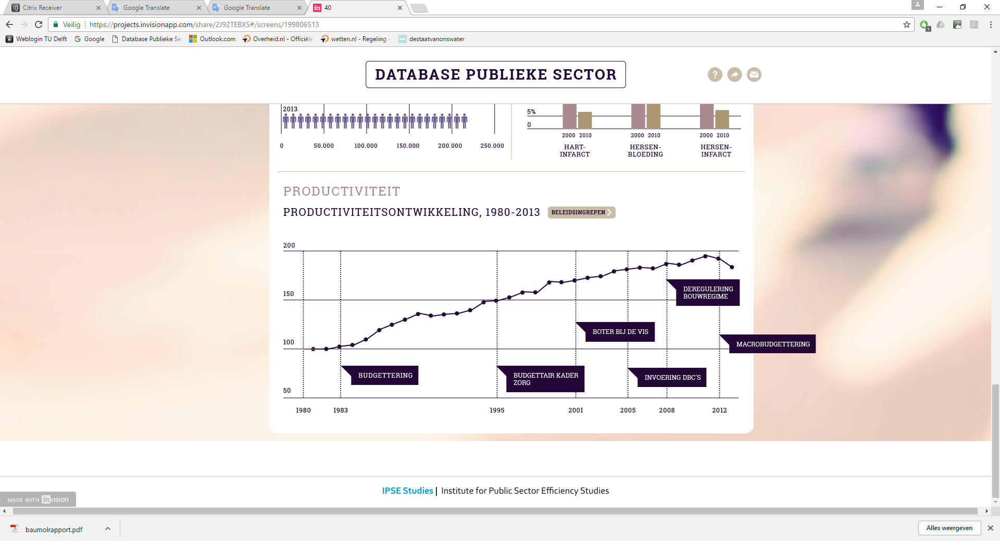 Citrix Receiver
Google Translate
Google Translate
in 40
Veilig https://projects.invisionapp.com/share/2J92TEBX5#/screens/199806513
1
Weblogin TU Delft Google Database Publieke Se Outlook.com Overheid.nl - Officiële wetten.nl - Regeling - destaatvanonswater
DATABASE PUBLIEKE SECTOR
?
2013
0 50.000 100.000 150.000 200.000 250.000
5%
0
2000 2010 2000 2010 2000 2010
HART-
INFARCT
HERSEN-
BLOEDING
HERSEN-
INFARCT
PRODUCTIVITEIT
PRODUCTIVITEITSONTWIKKELING, 1980-2013 BELEIDSINGREPEN
200
150
100
50
DEREGULERING
BOUWREGIME
BOTER BIJ DE VIS
MACROBUDGETTERING
BUDGETTERING
BUDGETTAIR KADER
ZORG
INVOERING DBC'S
1980 1983 1995 2001 2005 2008 2012
IPSE Studies | Institute for Public Sector Efficiency Studies
MADE WITH inVISION
baumolrapport.pdf
Alles weergeven